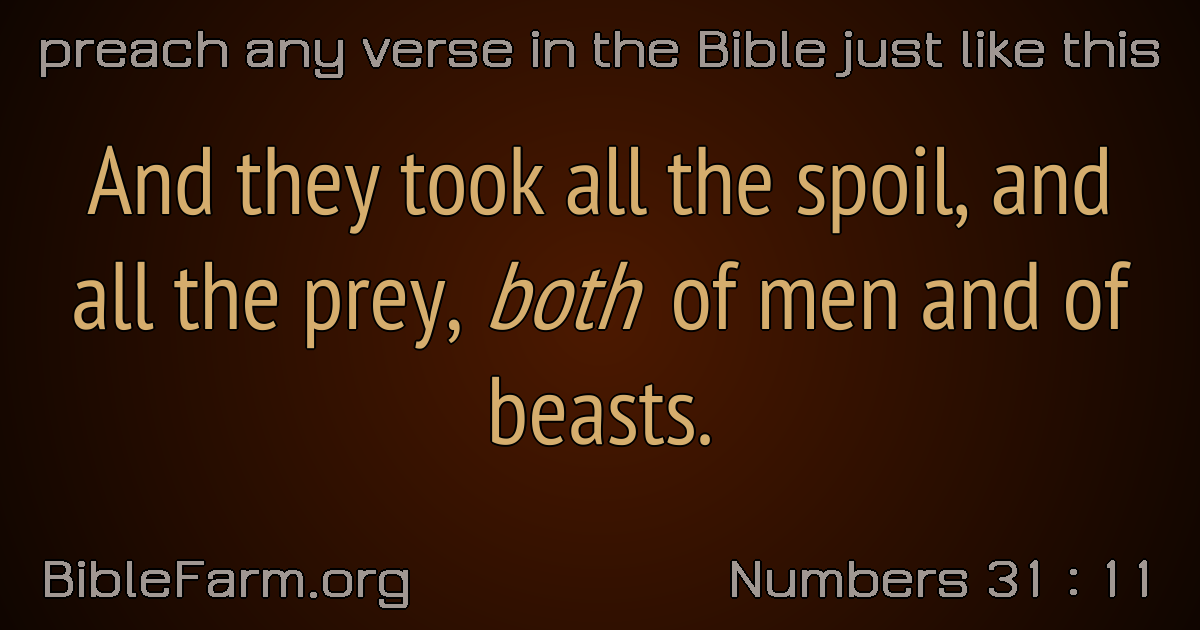 preach any verse in the Bible just like this
And they took all the spoil, and
all the prey, both of men and of
beasts.
BibleFarm.org
Numbers 31 : 11